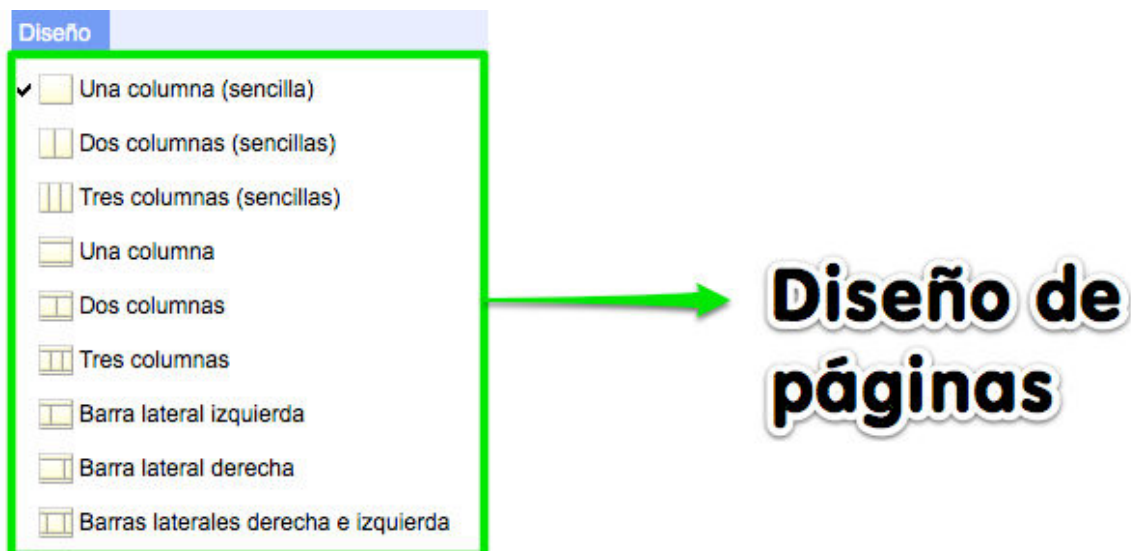 Diseño
Una columna (sencilla)
Dos columnas (sencillas)
Tres columnas (sencillas)
Una columna
Dos columnas
Tres columnas
Barra lateral izquierda
Barra lateral derecha
Barras laterales derecha e izquierda
Diseño de
páginas